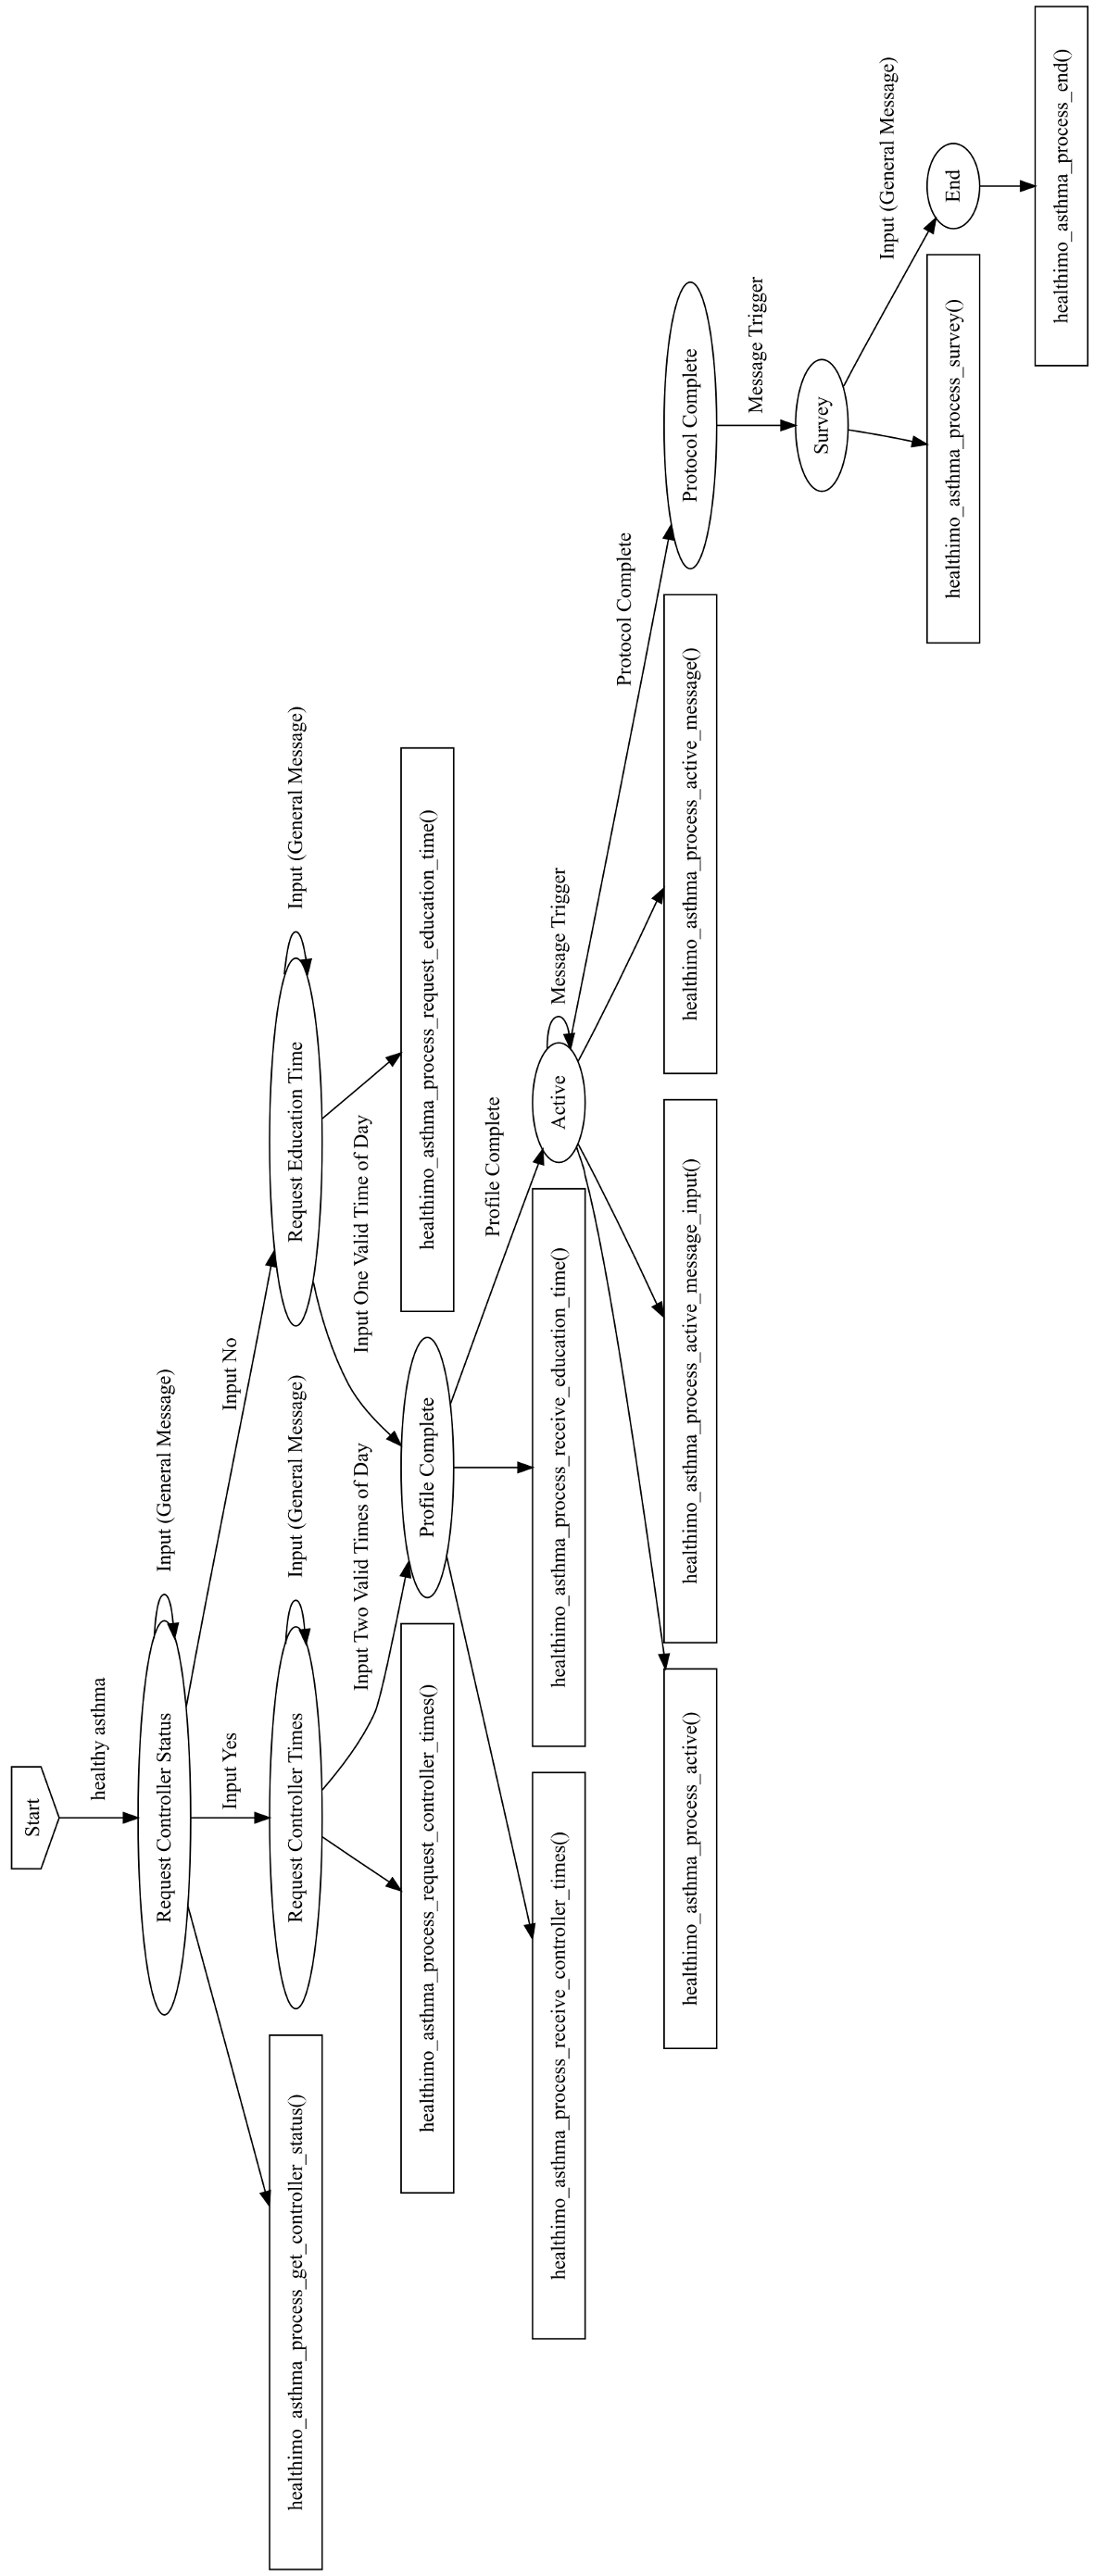 Start
healthy asthma
Request Controller Status
Input (General Message)
Input Yes
Input No
healthimo_asthma_process_get_controller_status()
Request Controller Times
Input (General Message)
Request Education Time
Input (General Message)
Input Two Valid Times of Day
Input One Valid Time of Day
healthimo_asthma_process_request_controller_times()
Profile Complete
healthimo_asthma_process_request_education_time()
Profile Complete
healthimo_asthma_process_receive_controller_times()
healthimo_asthma_process_receive_education_time()
Active
Message Trigger
Protocol Complete
healthimo_asthma_process_active()
healthimo_asthma_process_active_message_input()
healthimo_asthma_process_active_message()
Protocol Complete
Message Trigger
Survey
Input (General Message)
healthimo_asthma_process_survey()
End
healthimo_asthma_process_end()